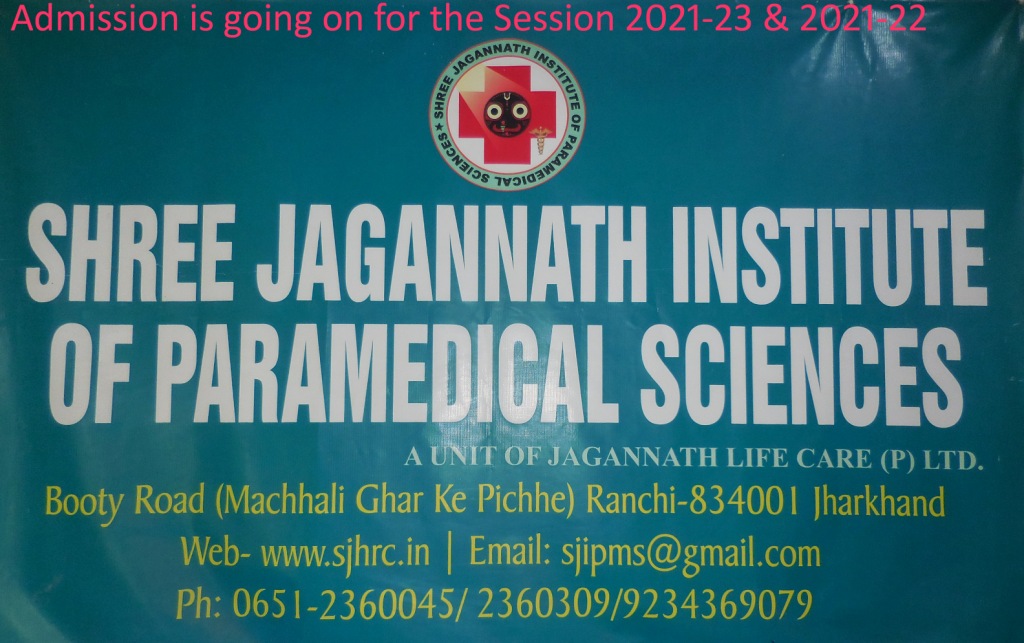 Admission is going on for the Session 2021-23 & 2021-22
★ SHREE JAGANNATH INSTITUTE OF PARAMEDICAL SCIENCES
SHREE JAGANNATH INSTITUTE
OF PARAMEDICAL SCIENCES
A UNIT OF JAGANNATH LIFE CARE (P) LTD.
Booty Road (Machhali Ghar Ke Pichhe) Ranchi-834001 Jharkhand
Web- www.sjhrc.in | Email: sjipms@gmail.com
Ph: 0651-2360045/ 2360309/9234369079